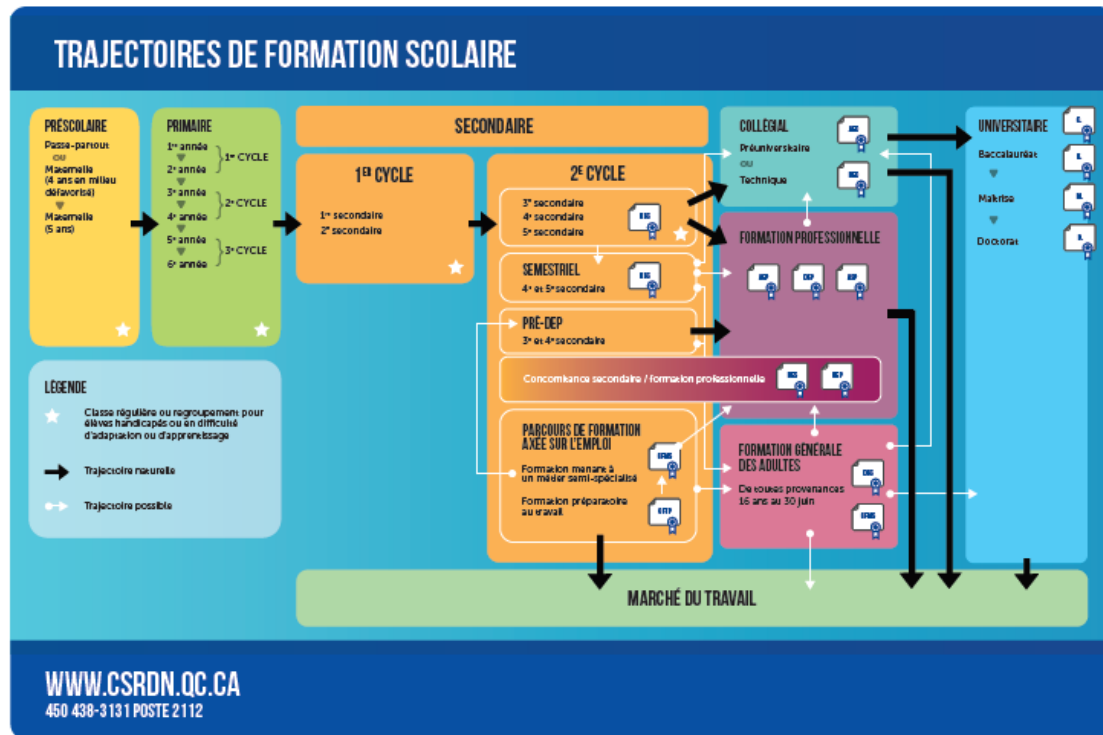 TRAJECTOIRES DE FORMATION SCOLAIRE
PRÉSCOLAIRE
Passe-partout
OU
Maternelle
(4 ans en milieu
défavorisé)
Maternelle
(5 ans)
PRIMAIRE
1re année
2e année
1er CYCLE
3e année
4e année
2e CYCLE
5e année
6e année
3e CYCLE
SECONDAIRE
1ER CYCLE
1re secondaire
2e secondaire
2E CYCLE
3e secondaire
4e secondaire
5e secondaire
DES
SEMESTRIEL
4e et 5e secondaire
DES
PRÉ-DEP
3e et 4e secondaire
Concomitance secondaire / formation professionnelle
DES
DEP
PARCOURS DE FORMATION
AXÉE SUR L'EMPLOI
Formation menant à
un métier semi-spécialisé
CFMS
Formation préparatoire
au travail
CFPT
COLLÉGIAL
Préuniversitaire
OU
Technique
DEC
DEC
FORMATION PROFESSIONNELLE
DEP
ASP
FORMATION GÉNÉRALE
DES ADULTES
De toutes provenances
16 ans au 30 juin
DES
CFMS
UNIVERSITAIRE
Baccalauréat
Maîtrise
Doctorat
LÉGENDE
Classe régulière ou regroupement pour
élèves handicapés ou en difficulté
d'adaptation ou d'apprentissage
Trajectoire naturelle
Trajectoire possible
MARCHÉ DU TRAVAIL
WWW.CSRDN.QC.CA
450 438-3131 POSTE 2112